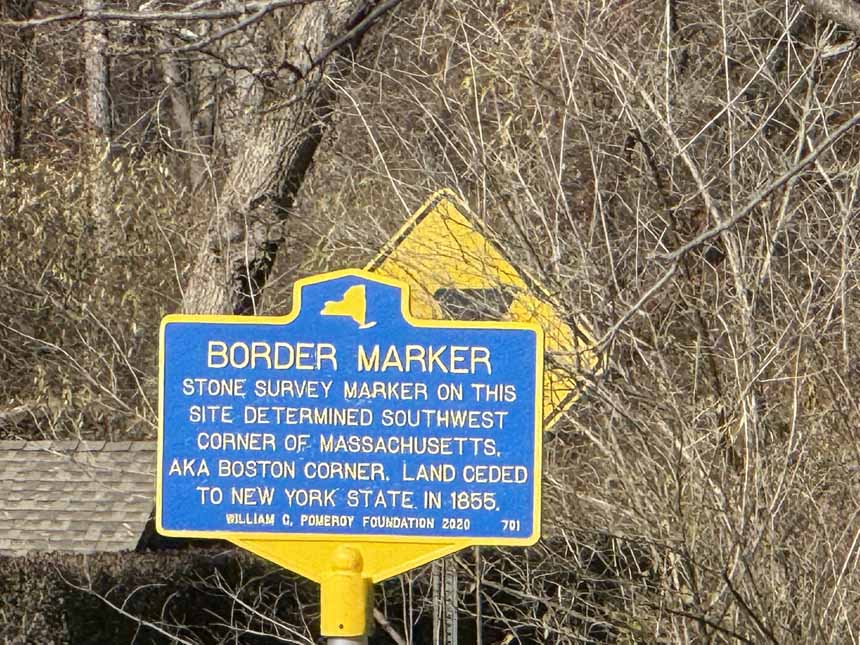 BORDER MARKER
STONE SURVEY MARKER ON THIS
SITE DETERMINED SOUTHWEST
CORNER OF MASSACHUSETTS,
AKA BOSTON CORNER. LAND CEDED
TO NEW YORK STATE IN 1855.
WILLIAM G. POMEROY FOUNDATION 2020 701